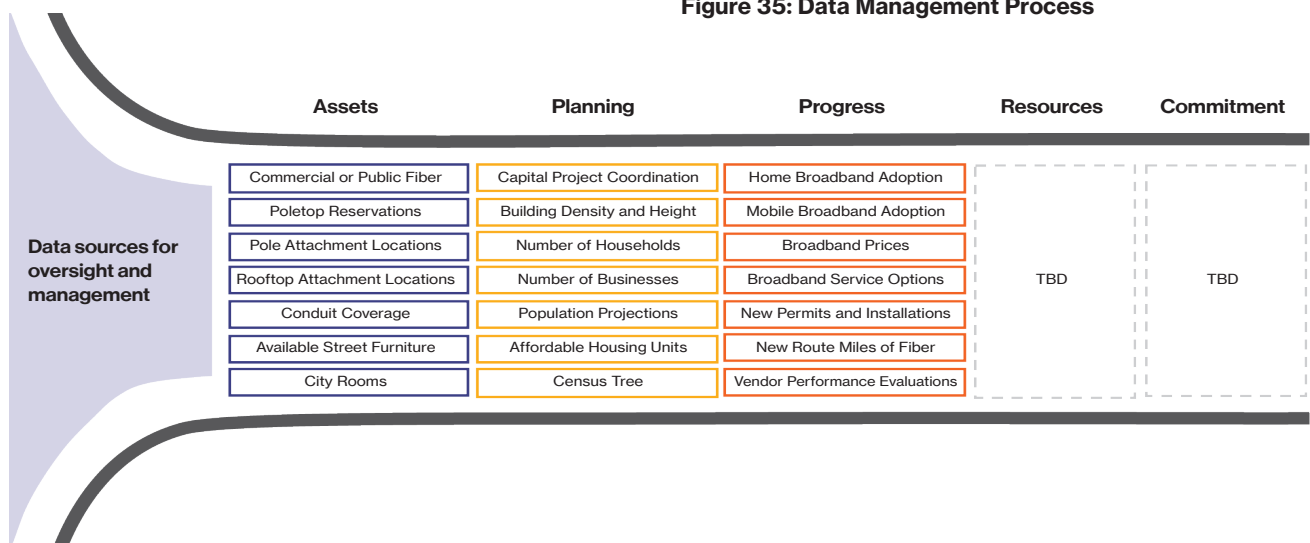 Figure 35: Data Management Process
Assets
Planning
Progress
Resources
Commitment
Data sources for
oversight and
management
Commercial or Public Fiber
Poletop Reservations
Pole Attachment Locations
Rooftop Attachment Locations
Conduit Coverage
Available Street Furniture
City Rooms
Capital Project Coordination
Building Density and Height
Number of Households
Number of Businesses
Population Projections
Affordable Housing Units
Census Tree
Home Broadband Adoption
Mobile Broadband Adoption
Broadband Prices
Broadband Service Options
New Permits and Installations
New Route Miles of Fiber
Vendor Performance Evaluations
TBD
TBD